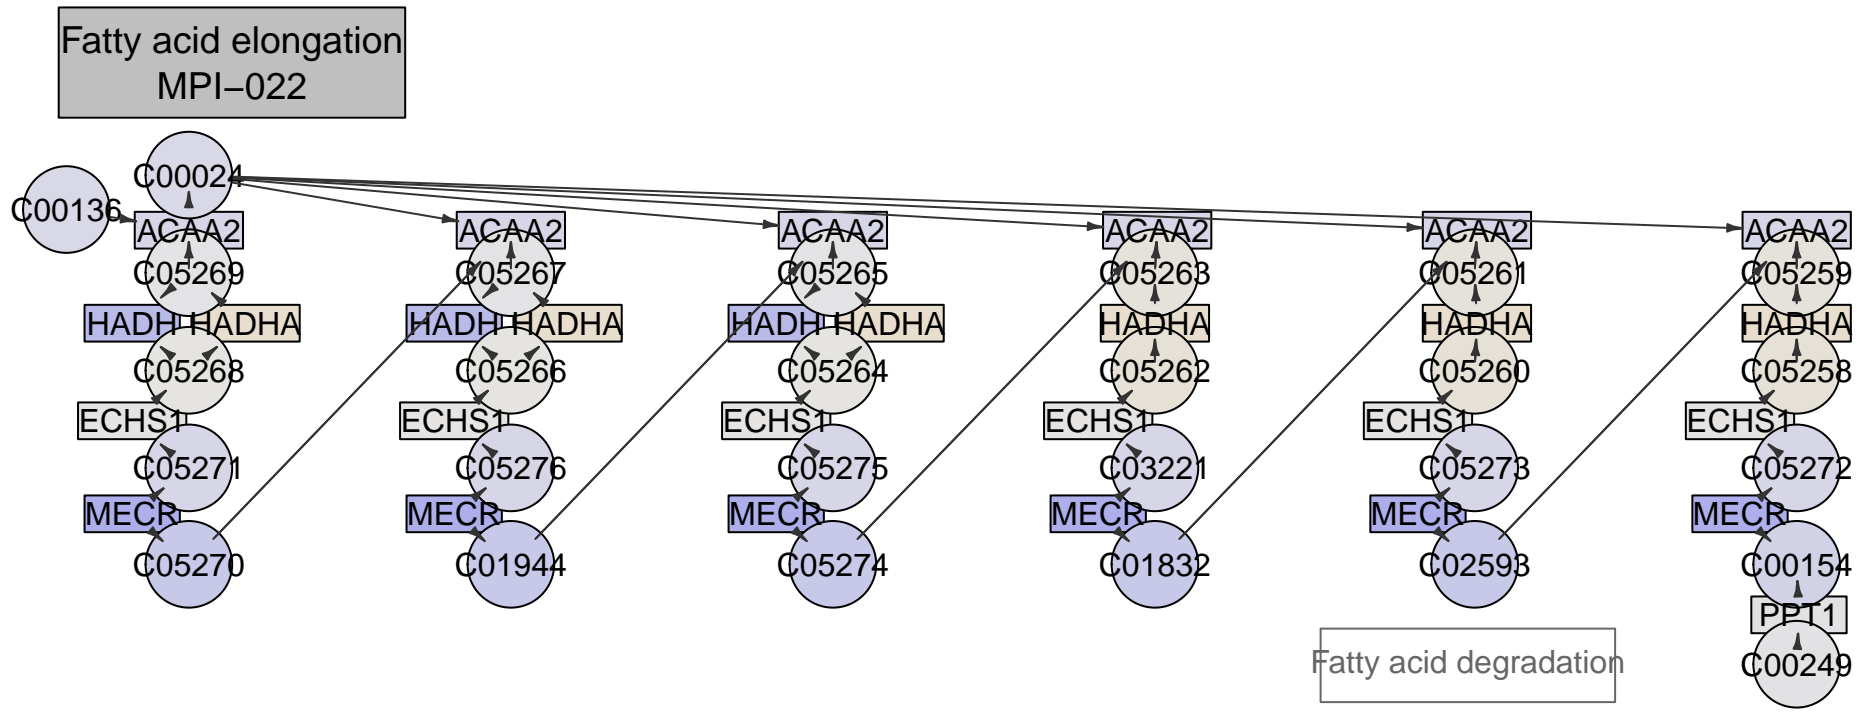 Fatty acid elongation
MPI−022
C00024
C00136
ACAA2 ACAA2 ACAA2 ACAA2 ACAA2 ACAA2
C05269 C05267 C05265 C05263 C05261 C05259
HADH HADHA HADH HADHA HADH HADHA HADHA HADHA HADHA
C05268 C05266 C05264 C05262 C05260 C05258
ECHS1 ECHS1 ECHS1 ECHS1 ECHS1 ECHS1
C05271 C05276 C05275 C03221 C05273 C05272
MECR MECR MECR MECR MECR MECR
C05270 C01944 C05274 C01832 C02593 C00154
PPT1
Fatty acid degradation C00249